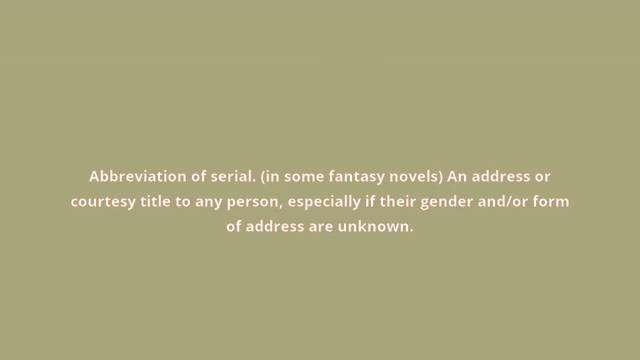 Abbreviation of serial. (in some fantasy novels) An address or
courtesy title to any person, especially if their gender and/or form
of address are unknown.